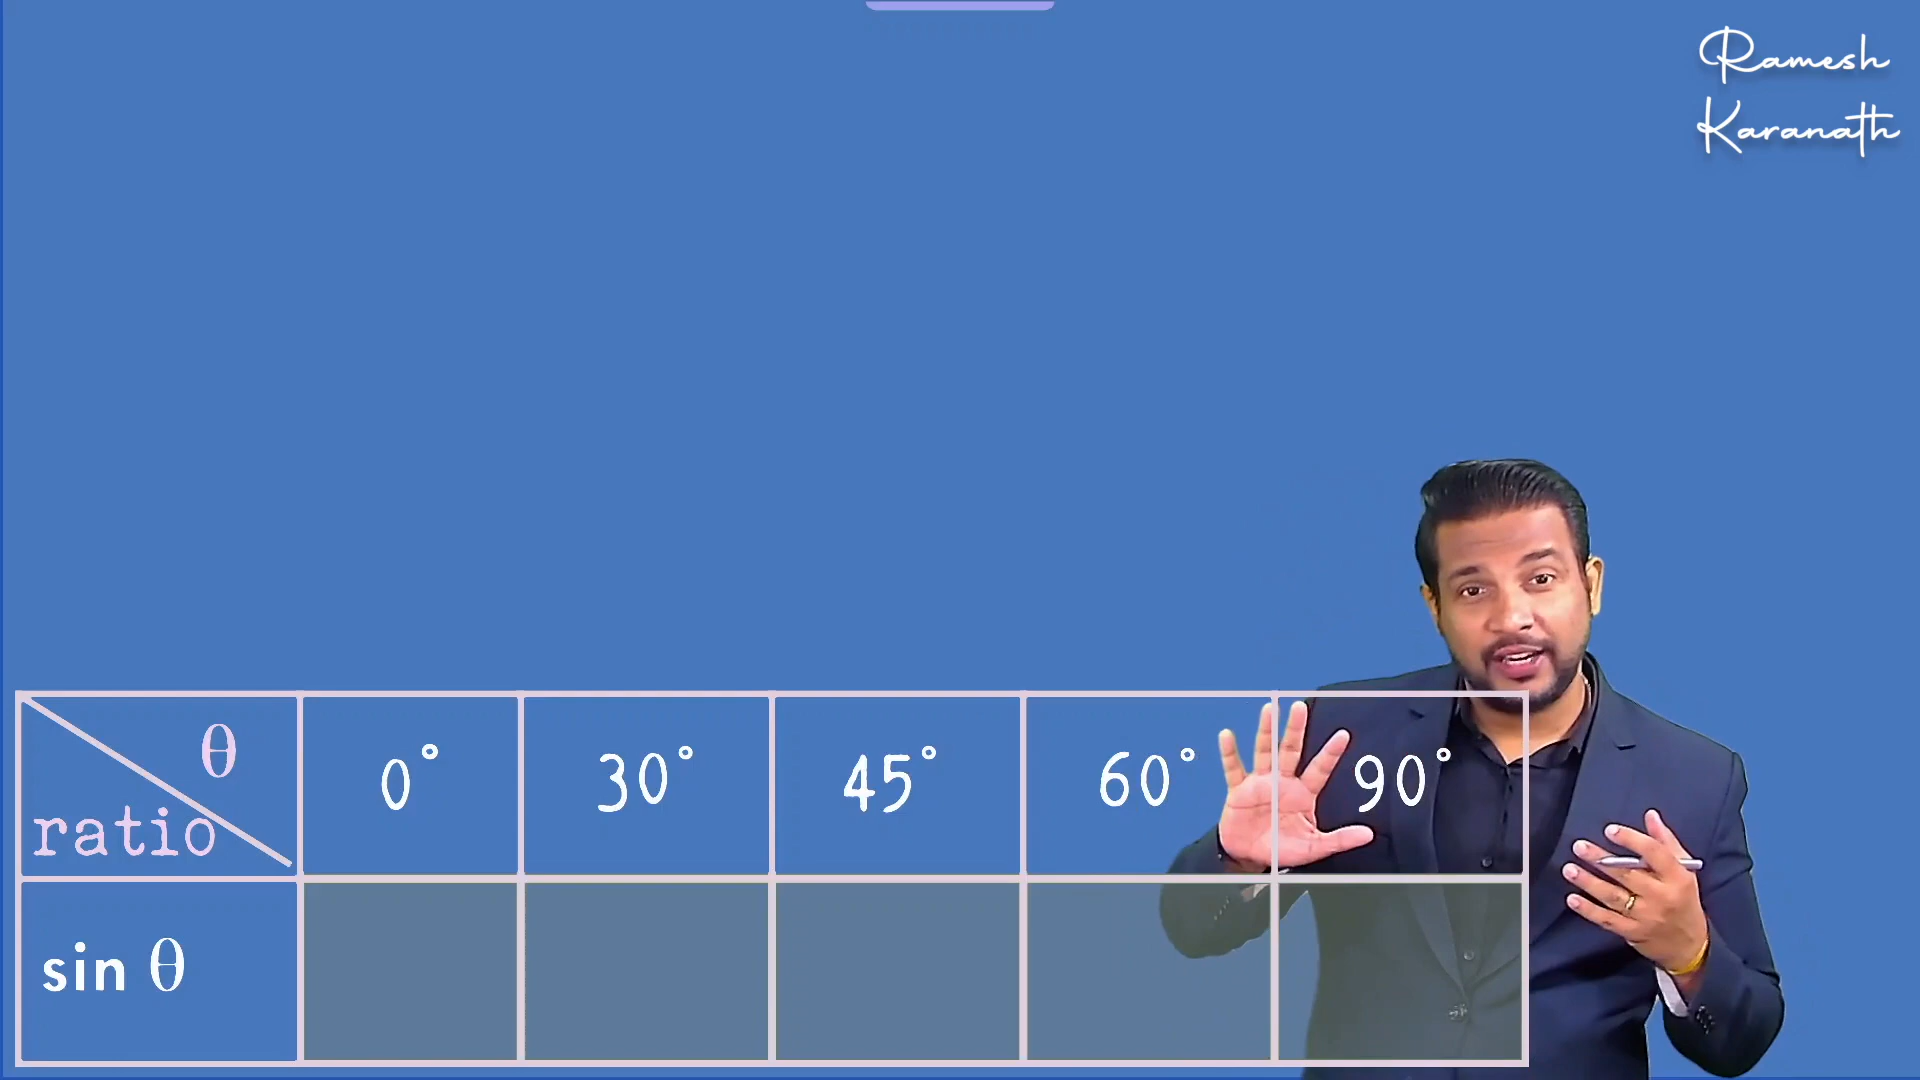 Ramesh
Karanath
θ
ratio
0° 30° 45° 60° 90°
sin θ